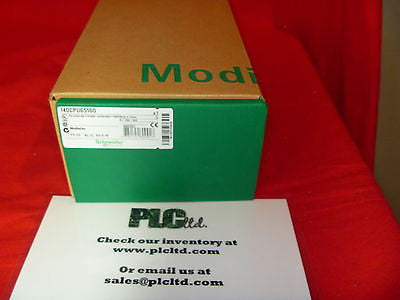 Modi
140CPU65160
Modicon
Schneider
PLC
ltd.
Check our inventory at
www.plcltd.com
Or email us at
sales@plcltd.com